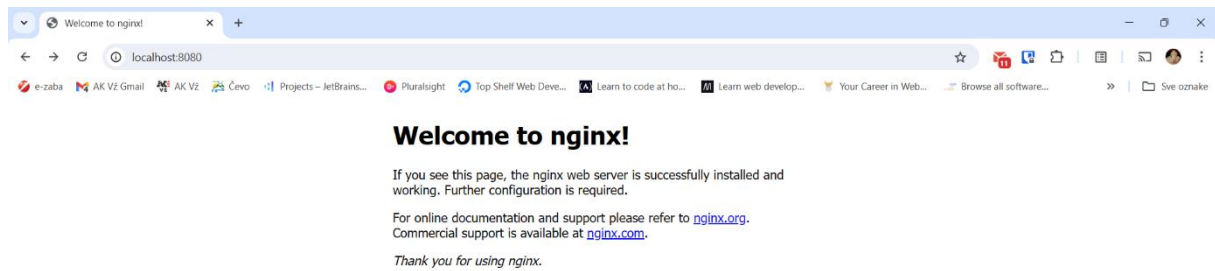 Welcome to nginx!
localhost:8080
11
e-zaba AK Vž Gmail AK Vž Čevo Projects – JetBrains... Pluralsight Top Shelf Web Deve... Learn to code at ho... Learn web develop... Your Career in Web... Browse all software... » Sve oznake
Welcome to nginx!
If you see this page, the nginx web server is successfully installed and
working. Further configuration is required.
For online documentation and support please refer to nginx.org.
Commercial support is available at nginx.com.
Thank you for using nginx.